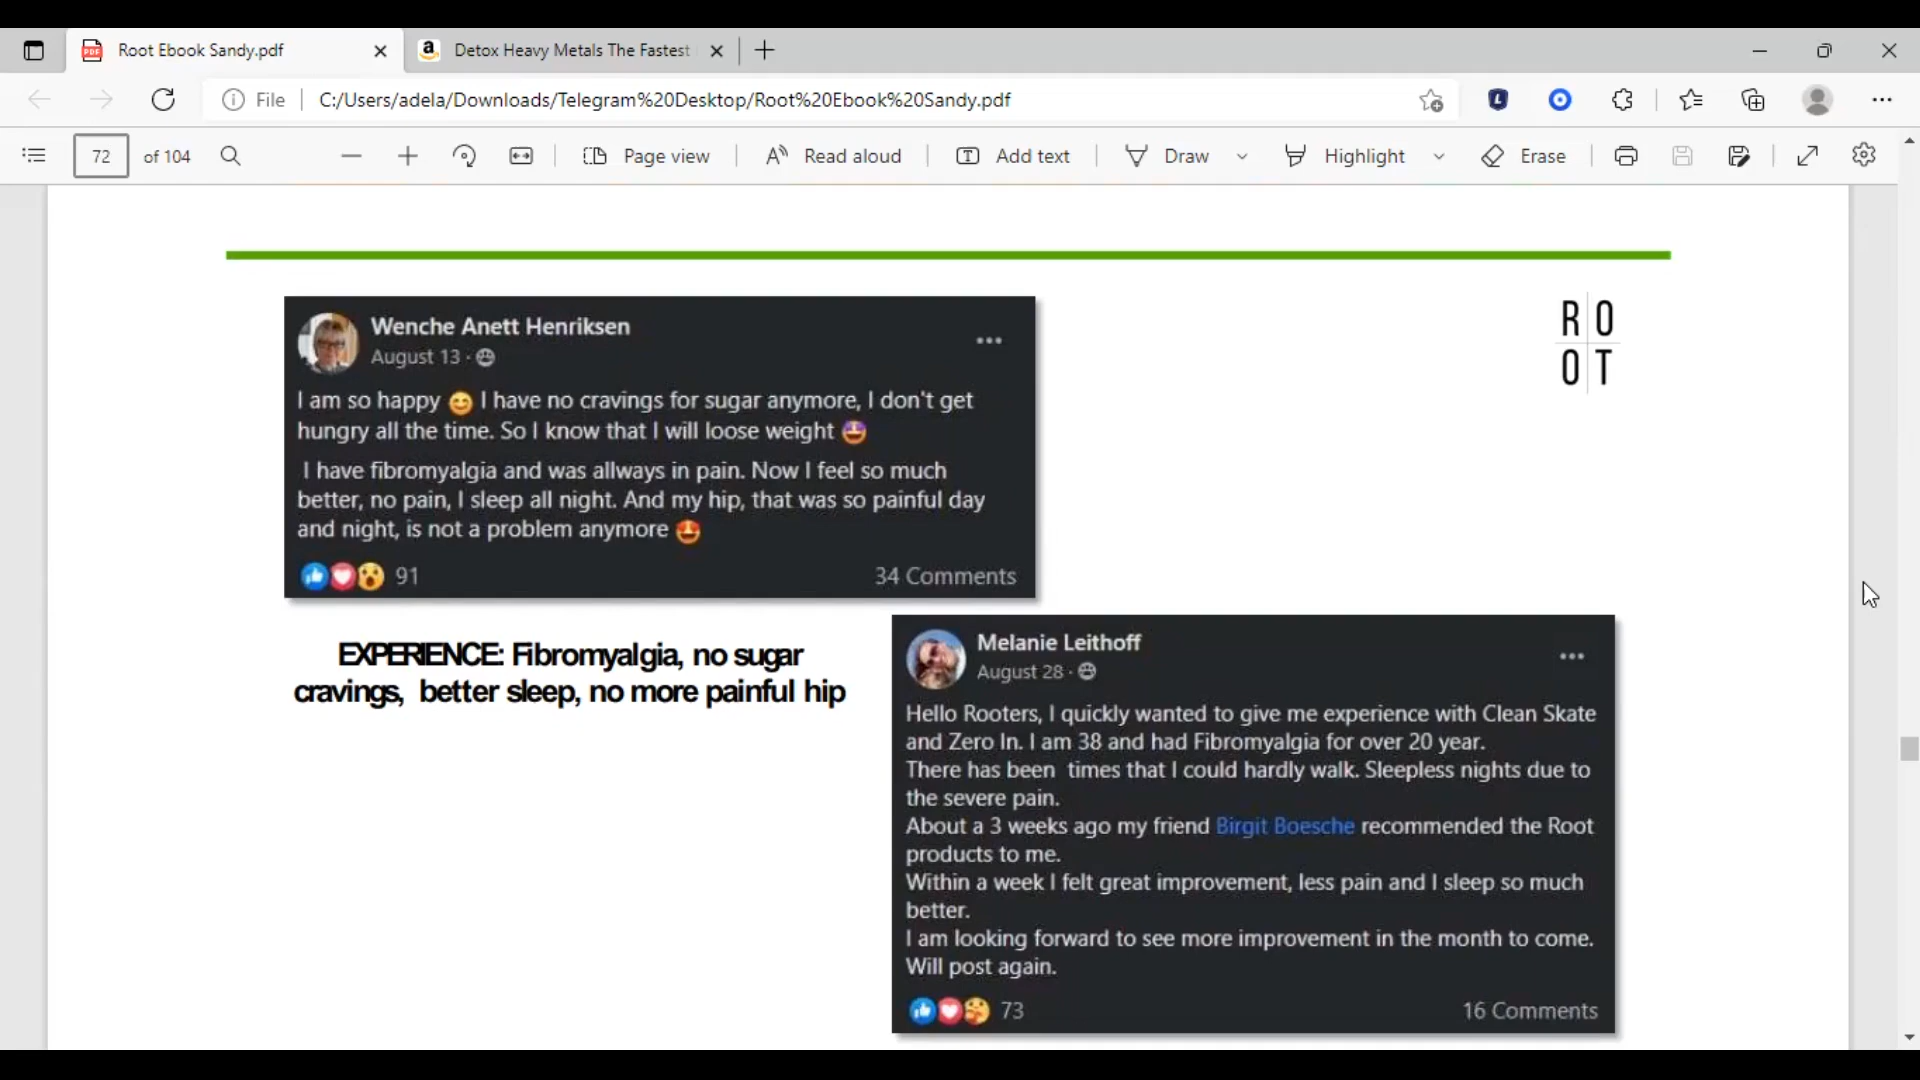 Root Ebook Sandy.pdf
Detox Heavy Metals The Fastest
File
C:/Users/adela/Downloads/Telegram%20Desktop/Root%20Ebook%20Sandy.pdf
72 of 104
Page view
Read aloud
Add text
Draw
Highlight
Erase
RO
OT
Wenche Anett Henriksen
August 13 ·
I am so happy 😊 I have no cravings for sugar anymore, I don't get
hungry all the time. So I know that I will loose weight 🤩
I have fibromyalgia and was allways in pain. Now I feel so much
better, no pain, I sleep all night. And my hip, that was so painful day
and night, is not a problem anymore 🤩
91
34 Comments
EXPERIENCE: Fibromyalgia, no sugar
cravings, better sleep, no more painful hip
Melanie Leithoff
August 28 ·
Hello Rooters, I quickly wanted to give me experience with Clean Skate
and Zero In. I am 38 and had Fibromyalgia for over 20 year.
There has been times that I could hardly walk. Sleepless nights due to
the severe pain.
About a 3 weeks ago my friend Birgit Boesche recommended the Root
products to me.
Within a week I felt great improvement, less pain and I sleep so much
better.
I am looking forward to see more improvement in the month to come.
Will post again.
73
16 Comments